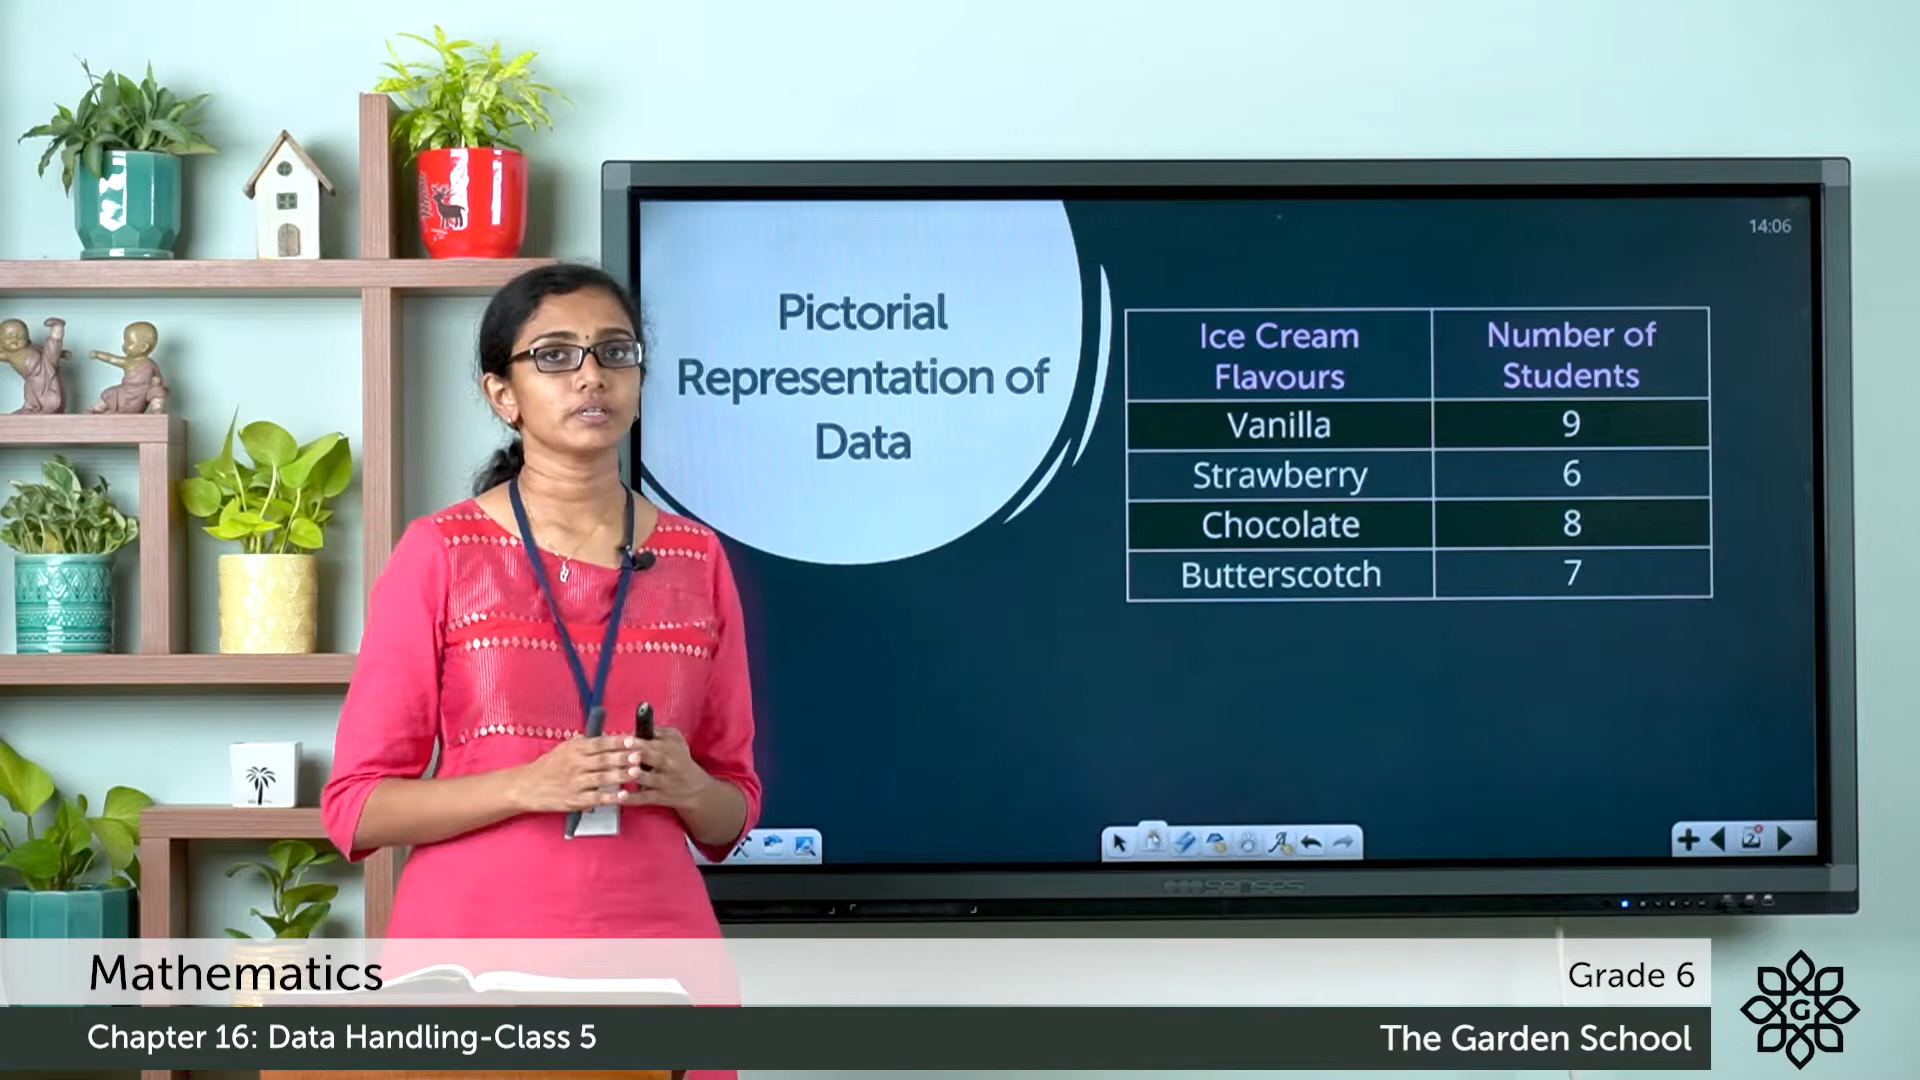 14:06
Pictorial
Representation of
Data
Ice Cream Flavours Number of Students
Vanilla 9
Strawberry 6
Chocolate 8
Butterscotch 7
Mathematics
Grade 6
Chapter 16: Data Handling-Class 5
The Garden School
G